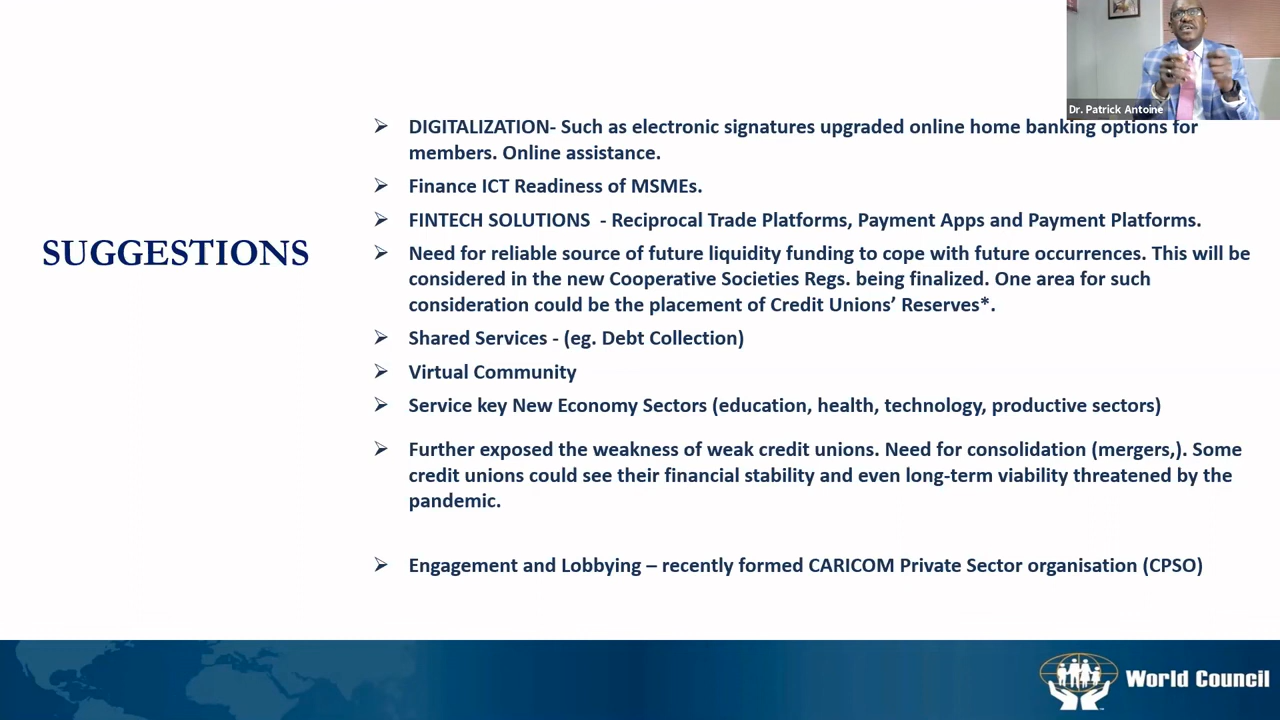 Dr. Patrick Antoine
SUGGESTIONS
DIGITALIZATION- Such as electronic signatures upgraded online home banking options for
members. Online assistance.
Finance ICT Readiness of MSMEs.
FINTECH SOLUTIONS - Reciprocal Trade Platforms, Payment Apps and Payment Platforms.
Need for reliable source of future liquidity funding to cope with future occurrences. This will be
considered in the new Cooperative Societies Regs. being finalized. One area for such
consideration could be the placement of Credit Unions’ Reserves*.
Shared Services - (eg. Debt Collection)
Virtual Community
Service key New Economy Sectors (education, health, technology, productive sectors)
Further exposed the weakness of weak credit unions. Need for consolidation (mergers,). Some
credit unions could see their financial stability and even long-term viability threatened by the
pandemic.
Engagement and Lobbying – recently formed CARICOM Private Sector organisation (CPSO)
World Council